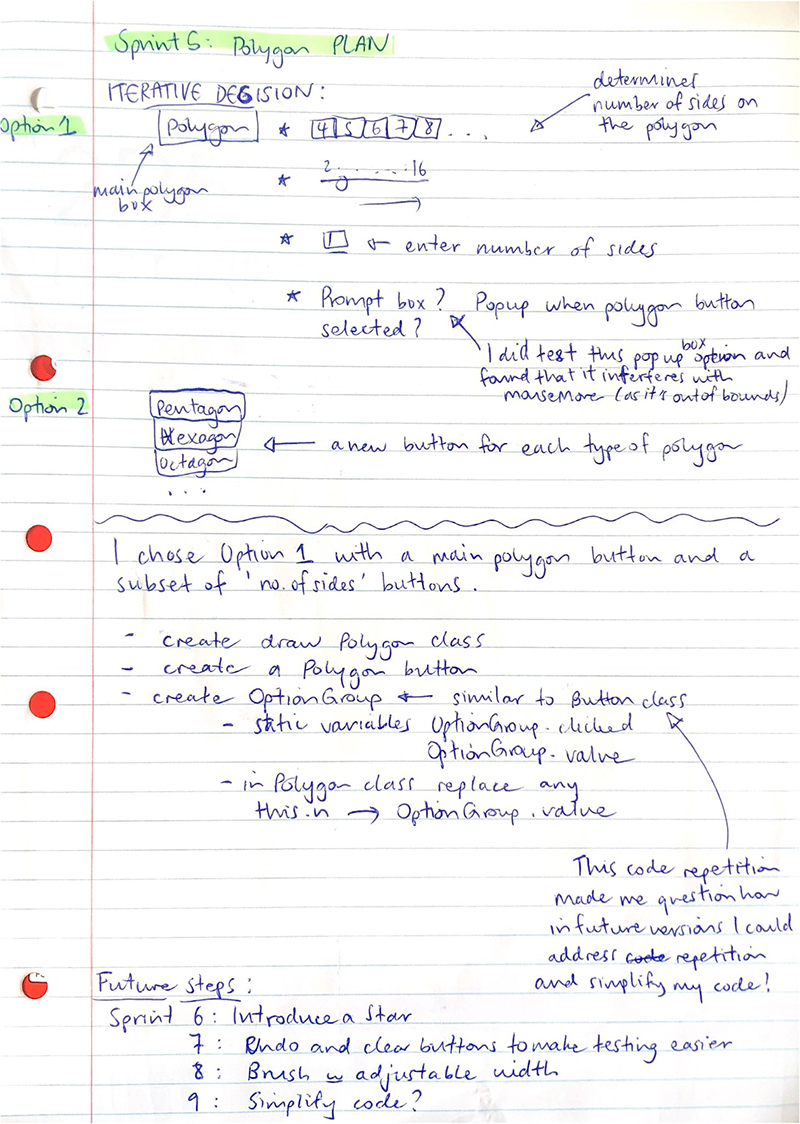 Sprint 5: Polygon PLAN
ITERATIVE DECISION:
Option 1
Polygon
main polygon
box
* 4 5 6 7 8 ...
determines
number of sides on
the polygon
* 2.......16
* ← enter number of sides
* Prompt box? Popup when polygon button
selected?
I did test this pop up box option and
found that it interferes with
mouseMove (as it's out of bounds)
Option 2
Pentagon
Hexagon
Octagon
...
← a new button for each type of polygon
I chose Option 1 with a main polygon button and a
subset of 'no. of sides' buttons.
- create draw Polygon class
- create a Polygon button
- create OptionGroup ← similar to Button class
- static variables OptionGroup.clicked
OptionGroup.value
- in Polygon class replace any
this.n → OptionGroup.value
This code repetition
made me question how
in future versions I could
address code repetition
and simplify my code!
Future steps:
Sprint 6: Introduce a Star
7: Undo and clear buttons to make testing easier
8: Brush w adjustable width
9: Simplify code?